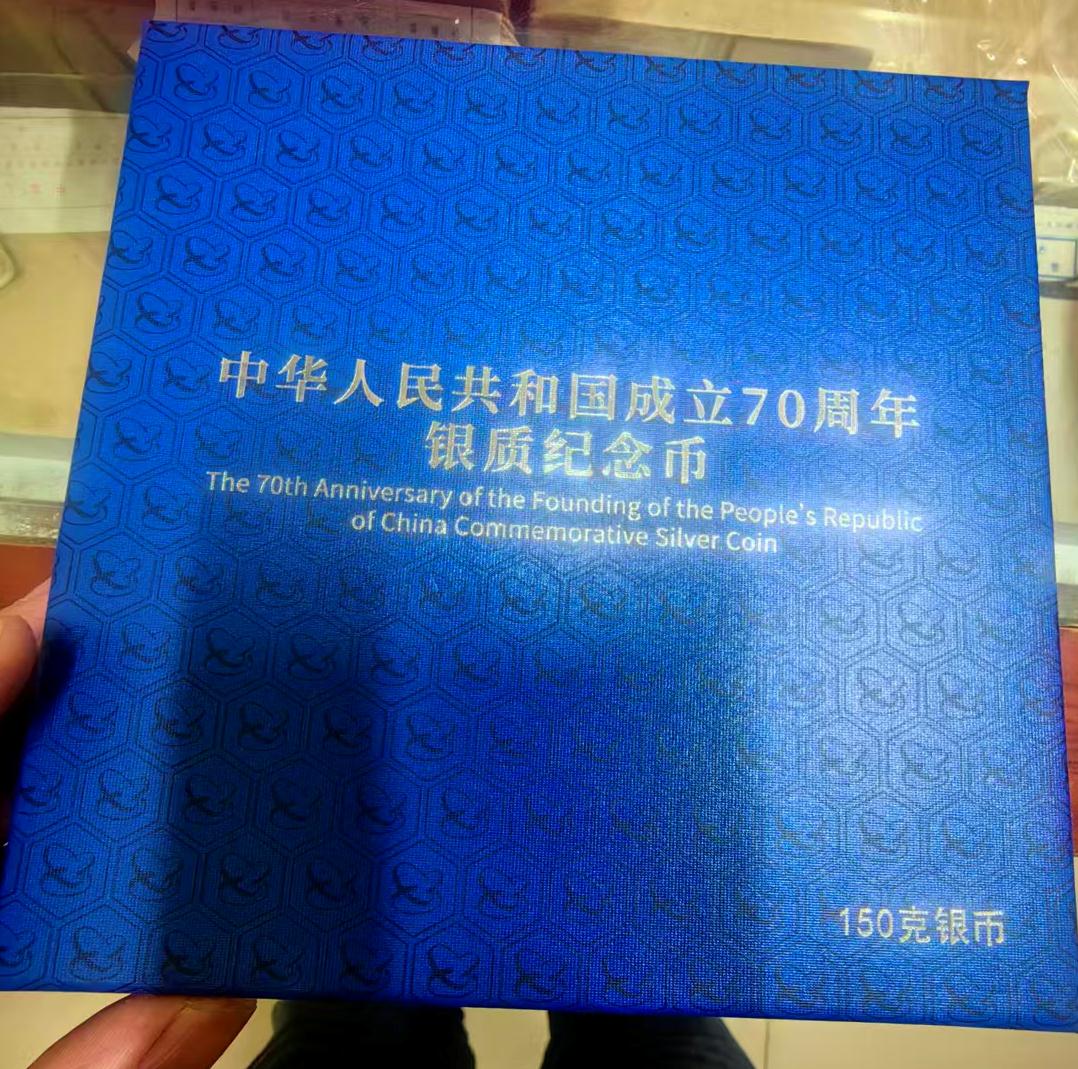 中华人民共和国成立70周年
银质纪念币
The 70th Anniversary of the Founding of the People's Republic
of China Commemorative Silver Coin
150克银币